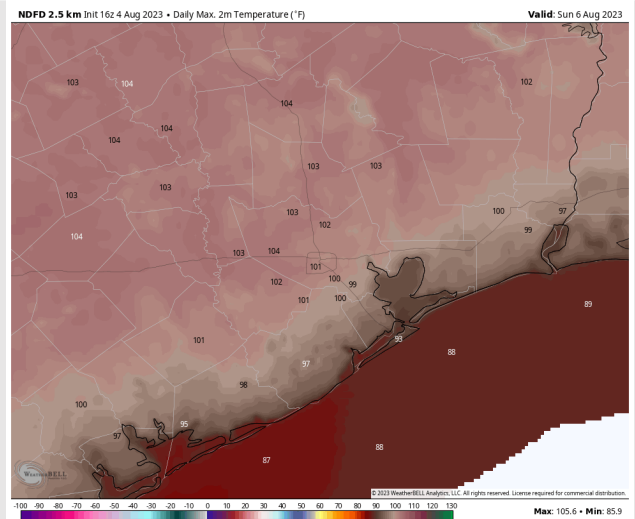 NDFD 2.5 km Init 16z 4 Aug 2023 • Daily Max. 2m Temperature (°F) Valid: Sun 6 Aug 2023
103 104 102
104
104
104
103 103
103
103
103 100 97
102 99
104
103 104
101
102 100 99
101 100 89
93
101 88
97
98
100
95
97
88
87
WeatherBELL
© 2023 WeatherBELL Analytics, LLC. All rights reserved. License required for commercial distribution.
-100 -90 -80 -70 -60 -50 -40 -30 -20 -10 0 10 20 30 40 50 60 70 80 90 100 110 120 130 Max: 105.6 • Min: 85.9